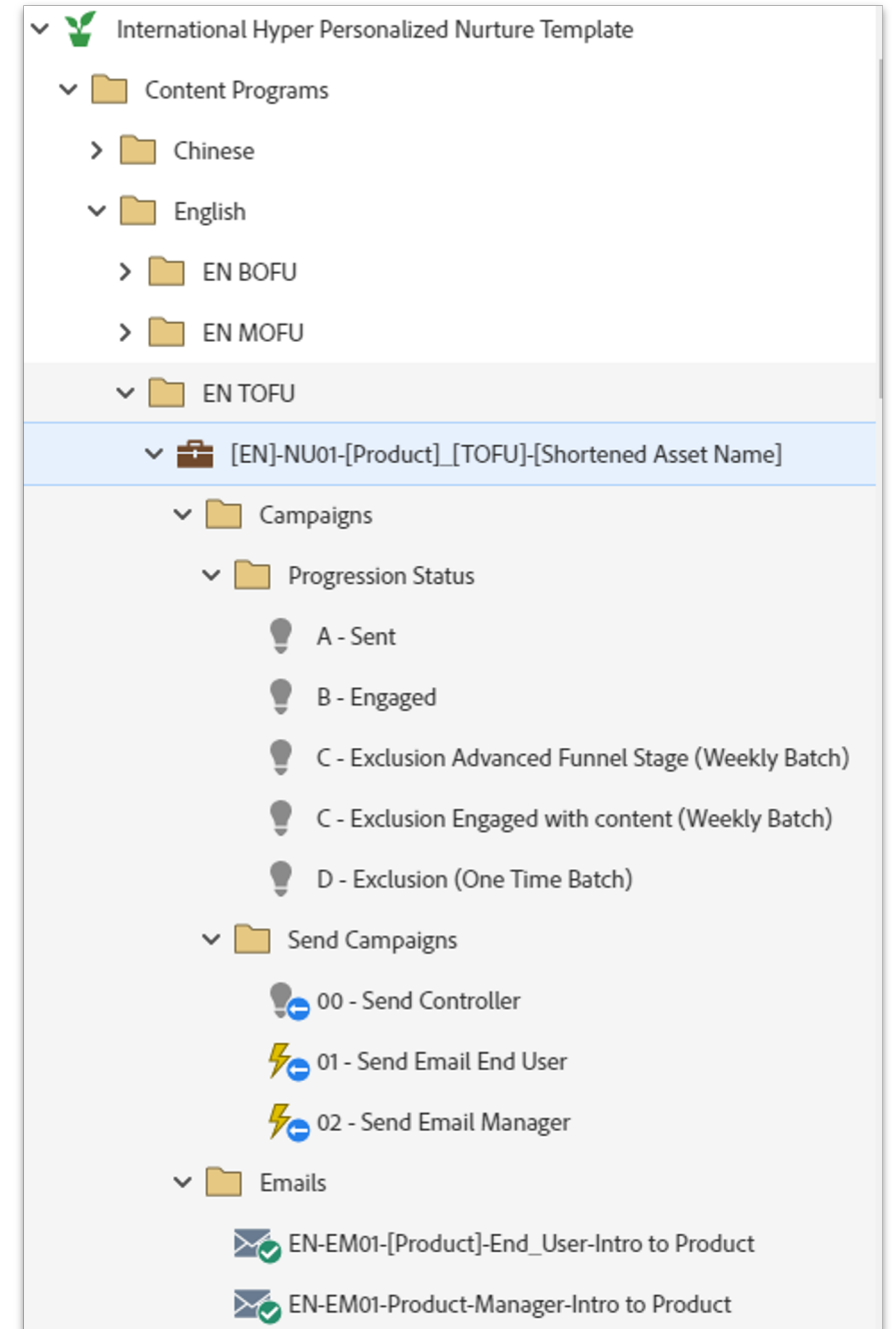 International Hyper Personalized Nurture Template
Content Programs
Chinese
English
EN BOFU
EN MOFU
EN TOFU
[EN]-NU01-[Product]_[TOFU]-[Shortened Asset Name]
Campaigns
Progression Status
A - Sent
B - Engaged
C - Exclusion Advanced Funnel Stage (Weekly Batch)
C - Exclusion Engaged with content (Weekly Batch)
D - Exclusion (One Time Batch)
Send Campaigns
00 - Send Controller
01 - Send Email End User
02 - Send Email Manager
Emails
EN-EM01-[Product]-End_User-Intro to Product
EN-EM01-Product-Manager-Intro to Product